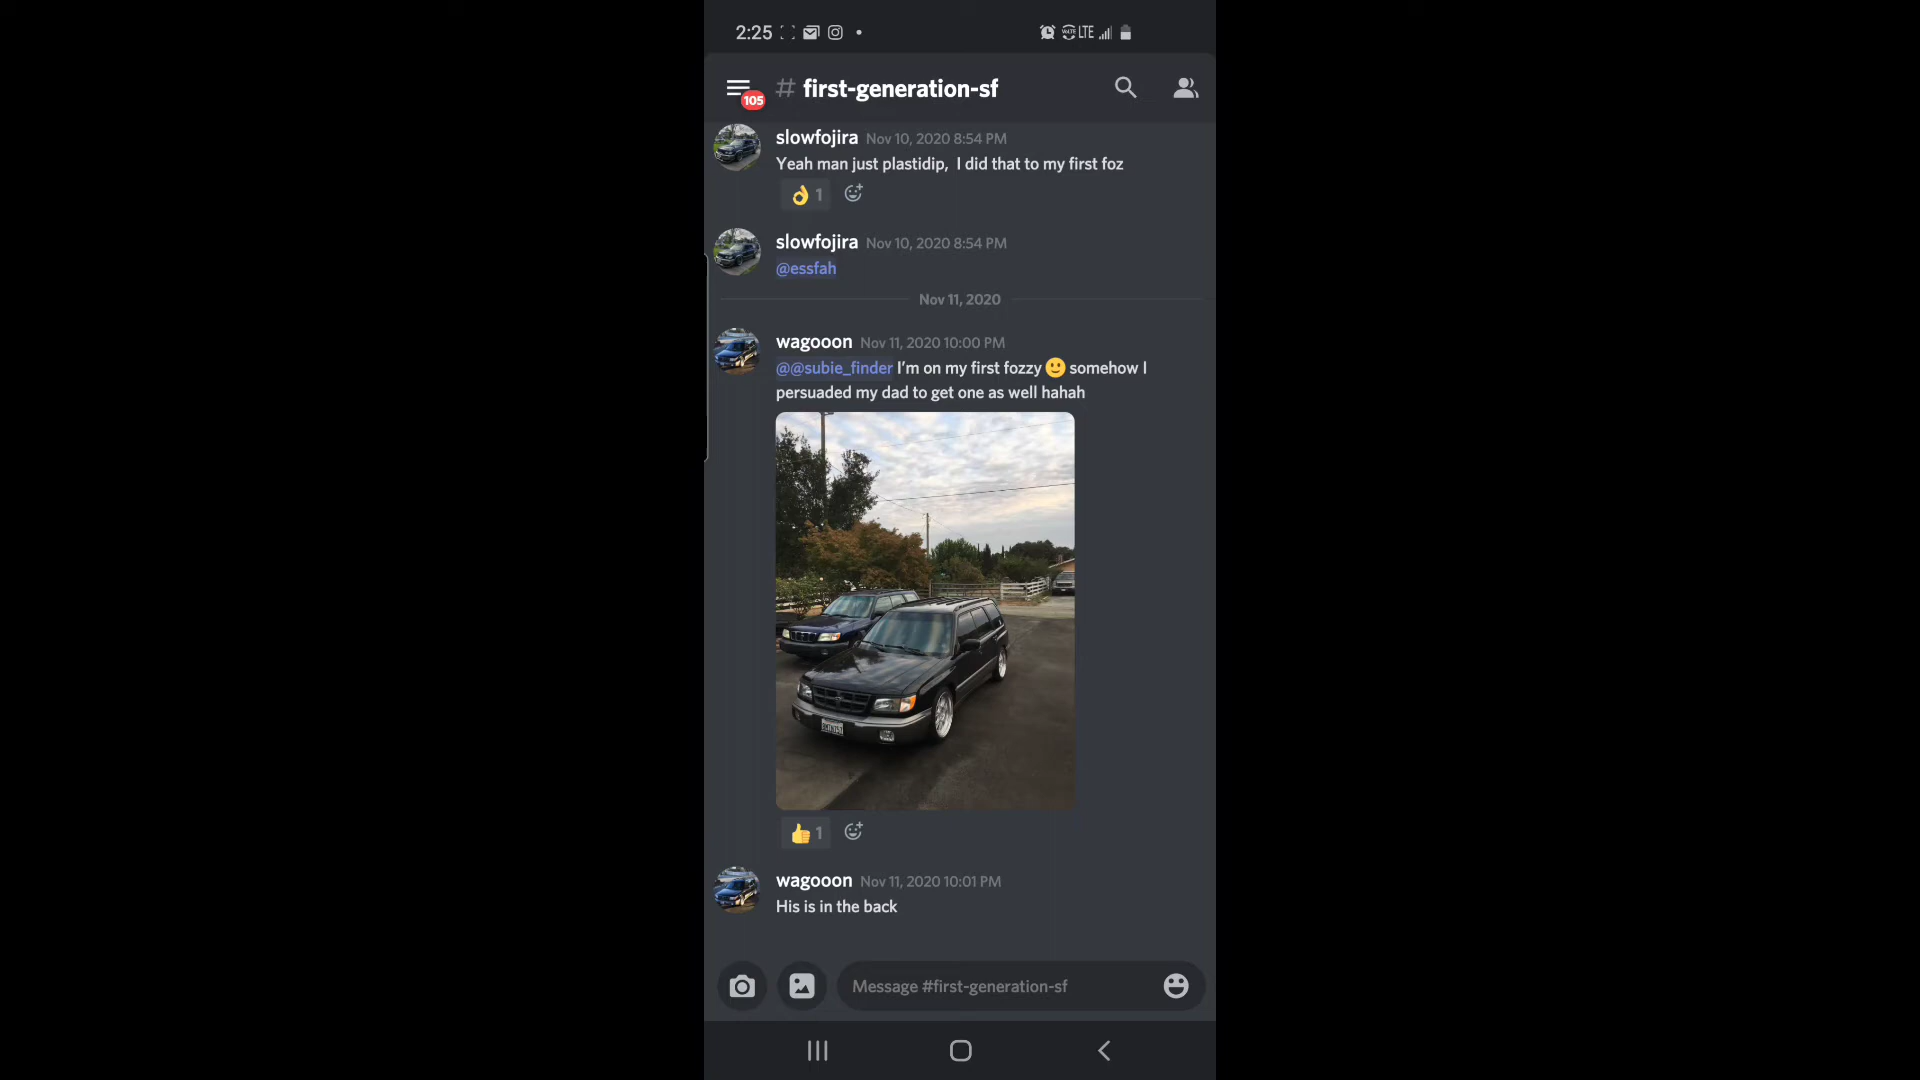 2:25
LTE
105
# first-generation-sf
slowfojira Nov 10, 2020 8:54 PM
Yeah man just plastidip, I did that to my first foz
👌 1
slowfojira Nov 10, 2020 8:54 PM
@essfah
Nov 11, 2020
wagooon Nov 11, 2020 10:00 PM
@@subie_finder I'm on my first fozzy 🙂 somehow I
persuaded my dad to get one as well hahah
👍 1
wagooon Nov 11, 2020 10:01 PM
His is in the back
Message #first-generation-sf